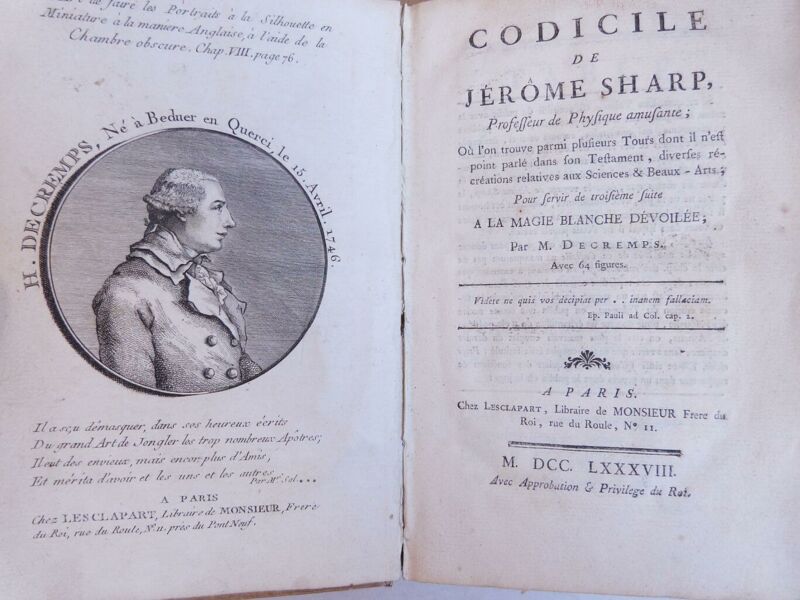 de faire les Portraits à la Silhouette en
Miniature à la manière Anglaise, à l'aide de la
Chambre obscure. Chap. VIII. page 76.
H. DECREMPS, Né à Beduer en Querci, le 15. Avril. 1746.
Il a sçu démasquer, dans ses heureux écrits
Du grand Art de Jongler les trop nombreux Apôtres;
Il eut des envieux, mais encor plus d'Amis,
Et mérita d'avoir et les uns et les autres.
Par Mr. Sal....
A PARIS
Chez LESCLAPART, Libraire de MONSIEUR, Frere
du Roi, rue du Roule, N.º 11. près du Pont Neuf.
CODICILE
DE
JÉRÔME SHARP,
Professeur de Physique amusante;
Où l'on trouve parmi plusieurs Tours dont il n'est
point parlé dans son Testament, diverses ré-
créations relatives aux Sciences & Beaux-Arts;
Pour servir de troisième suite
A LA MAGIE BLANCHE DÉVOILÉE;
Par M. DECREMPS.
Avec 64 figures.
Vidéte ne quis vos decipiat per . . inanem fallaciam.
Ep. Pauli ad Col. cap. 2.
A PARIS.
Chez LESCLAPART, Libraire de MONSIEUR Frere du
Roi, rue du Roule, Nº 11.
M. DCC. LXXXVIII.
Avec Approbation & Privilege du Roi.